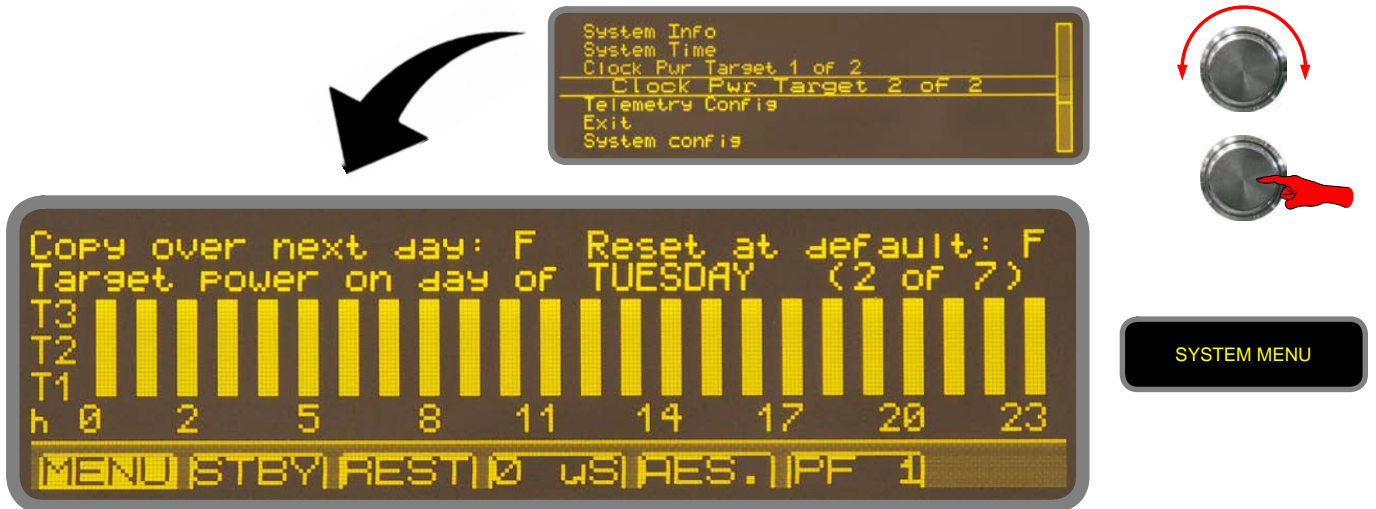 System Info
System Time
Clock Pwr Target 1 of 2
Clock Pwr Target 2 of 2
Telemetry Config
Exit
System config
Copy over next day: F Reset at default: F
Target power on day of TUESDAY (2 of 7)
T3
T2
T1
h 0 2 5 8 11 14 17 20 23
MENU STBY REST 0 uS AES. PF 1
SYSTEM MENU